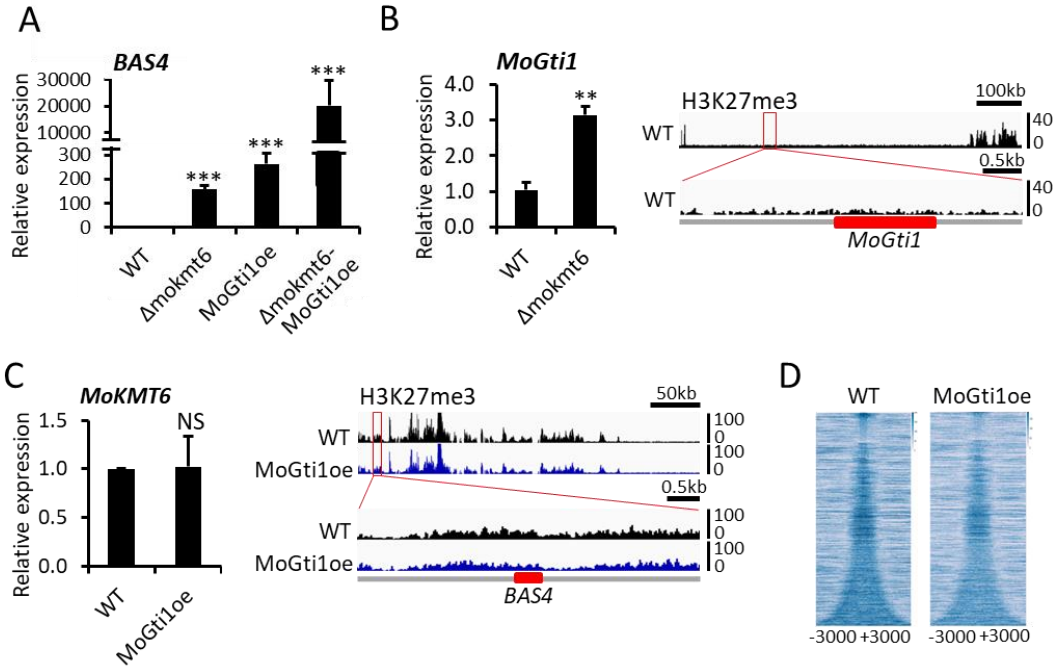 A
BAS4
Relative expression
30000
20000
10000
300
200
100
0
***
***
***
WT
Δmokmt6
MoGti1oe
Δmokmt6-
MoGti1oe
B
MoGti1
Relative expression
4.0
3.0
2.0
1.0
0.0
**
WT
Δmokmt6
H3K27me3
100kb
WT
40
0
0.5kb
WT
40
0
MoGti1
C
MoKMT6
Relative expression
1.5
1.0
0.5
0.0
NS
WT
MoGti1oe
H3K27me3
50kb
WT
100
0
MoGti1oe
100
0
0.5kb
WT
100
0
MoGti1oe
100
0
BAS4
D
WT
MoGti1oe
-3000 +3000
-3000 +3000